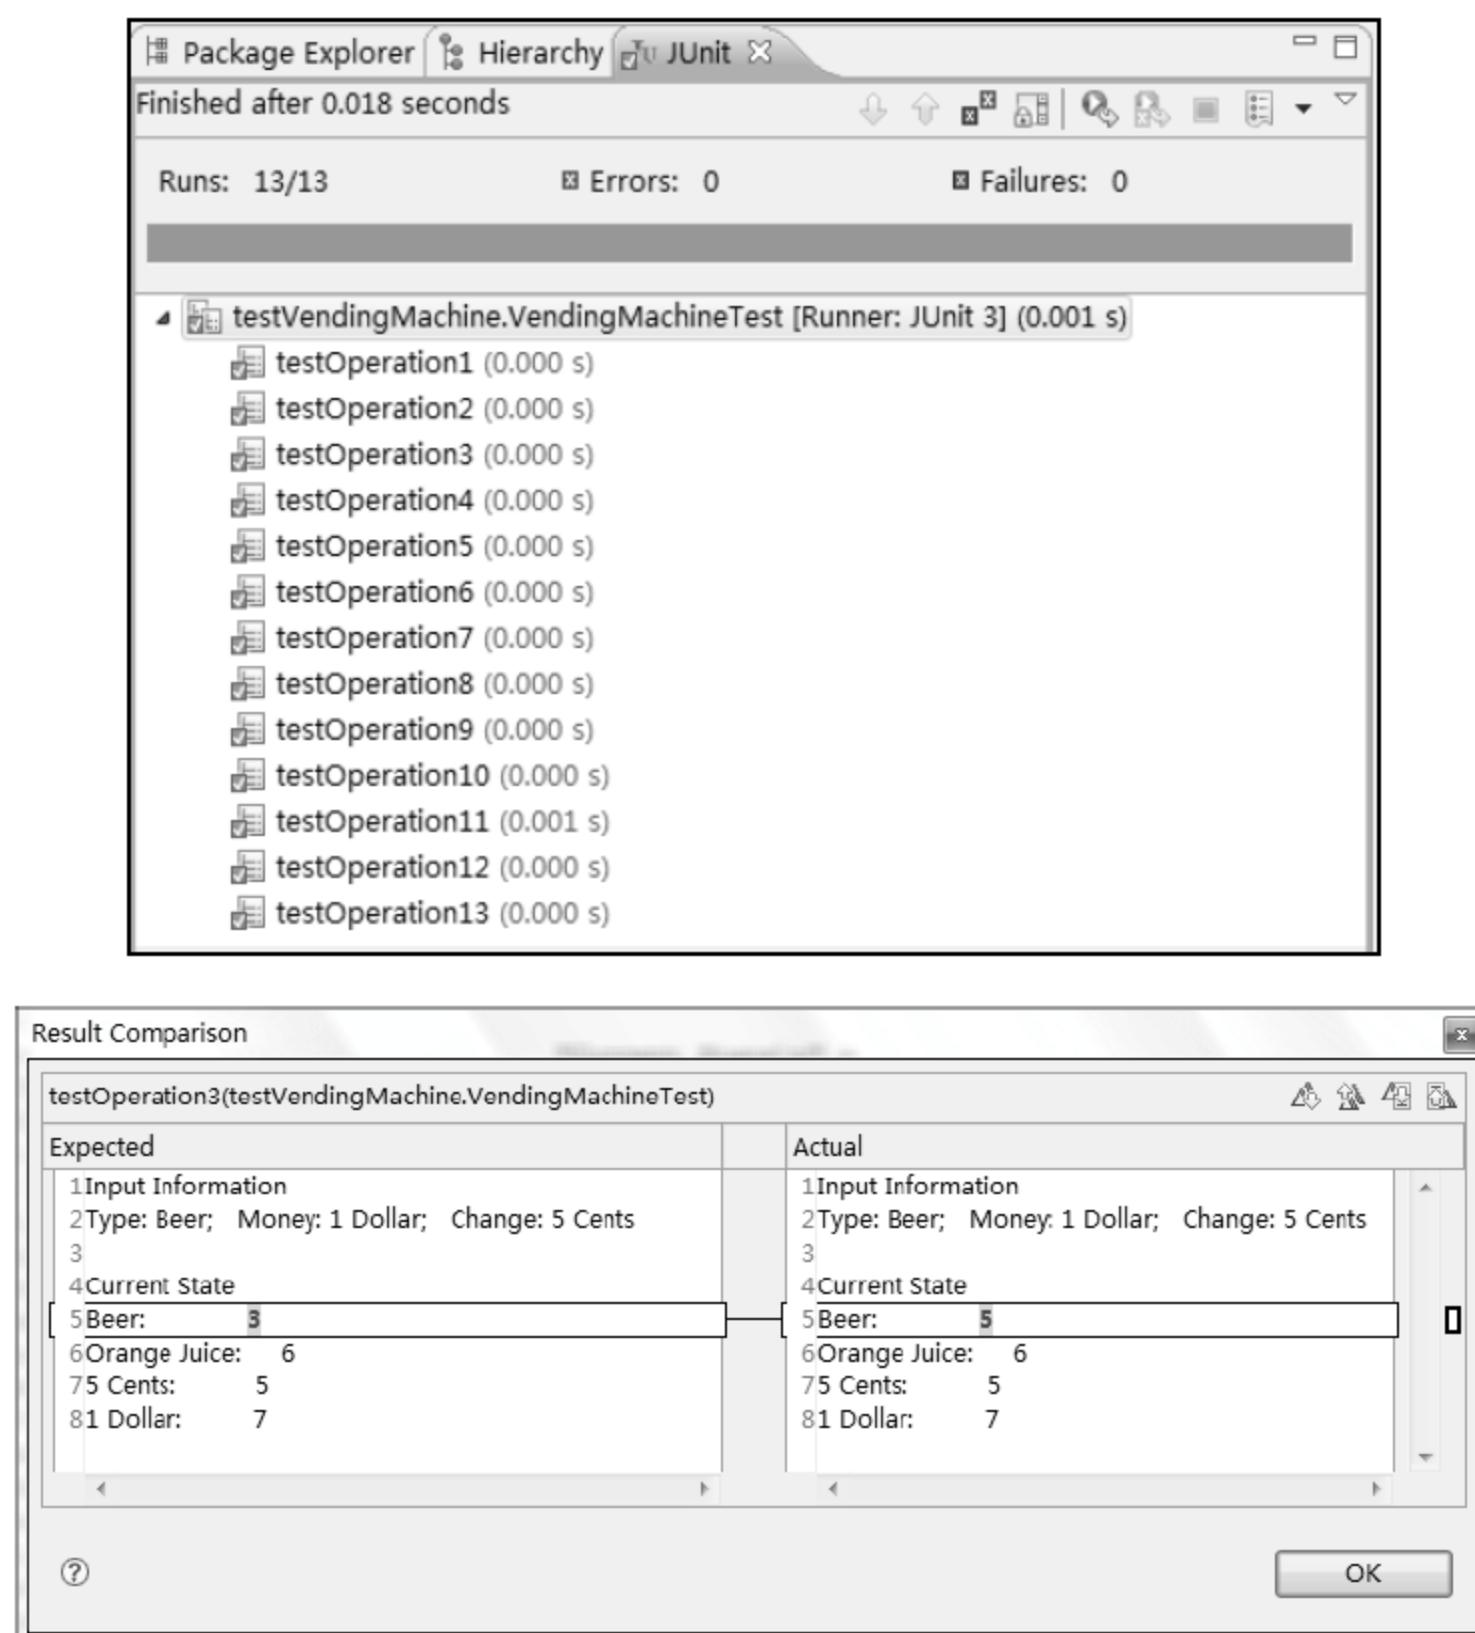 Package Explorer Hierarchy JUnit
Finished after 0.018 seconds
Runs: 13/13 Errors: 0 Failures: 0
testVendingMachine.VendingMachineTest [Runner: JUnit 3] (0.001 s)
testOperation1 (0.000 s)
testOperation2 (0.000 s)
testOperation3 (0.000 s)
testOperation4 (0.000 s)
testOperation5 (0.000 s)
testOperation6 (0.000 s)
testOperation7 (0.000 s)
testOperation8 (0.000 s)
testOperation9 (0.000 s)
testOperation10 (0.000 s)
testOperation11 (0.001 s)
testOperation12 (0.000 s)
testOperation13 (0.000 s)
Result Comparison
testOperation3(testVendingMachine.VendingMachineTest)
Expected
1 Input Information
2 Type: Beer; Money: 1 Dollar; Change: 5 Cents
3
4 Current State
5 Beer: 3
6 Orange Juice: 6
7 5 Cents: 5
8 1 Dollar: 7
Actual
1 Input Information
2 Type: Beer; Money: 1 Dollar; Change: 5 Cents
3
4 Current State
5 Beer: 5
6 Orange Juice: 6
7 5 Cents: 5
8 1 Dollar: 7
OK